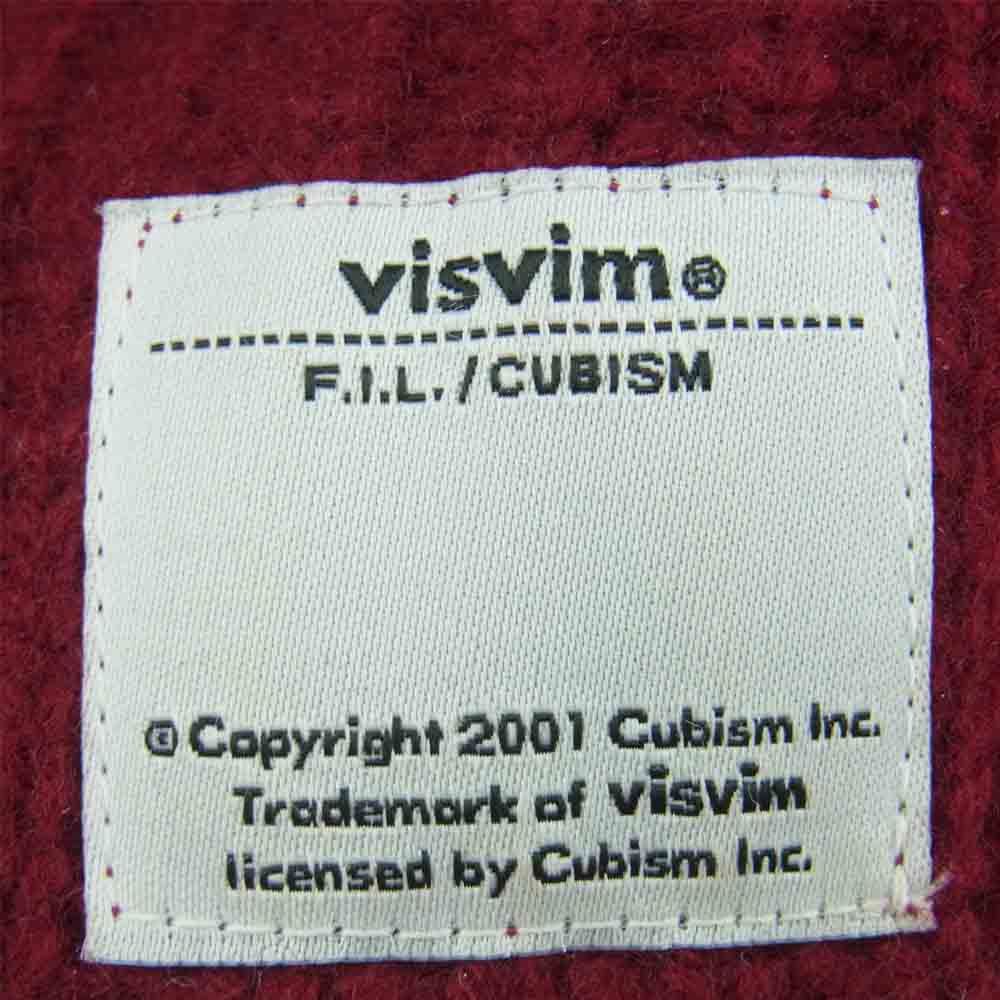 visvim®
F.I.L./CUBISM
© Copyright 2001 Cubism Inc.
Trademark of visvim
licensed by Cubism Inc.